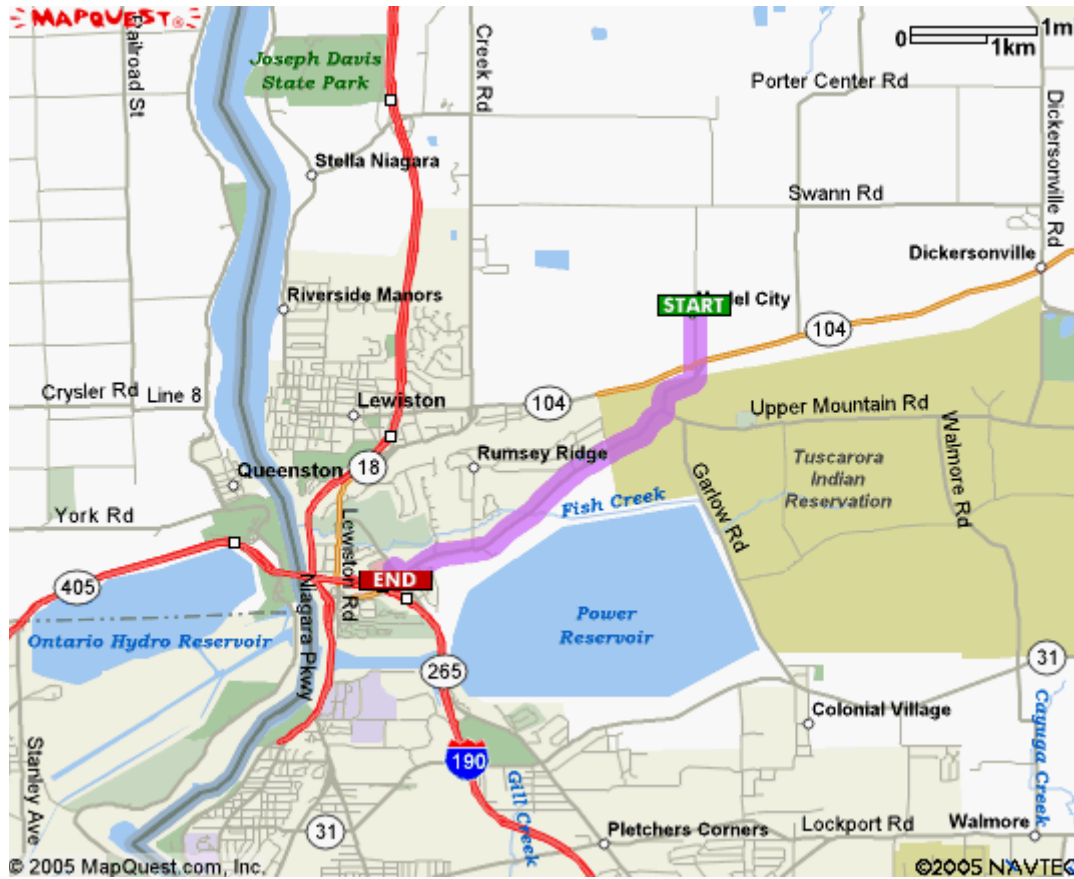 MAPQUEST®
Railroad St
Joseph Davis
State Park
Creek Rd
0
1m
1km
Porter Center Rd
Dickersonville Rd
Stella Niagara
Swann Rd
Dickersonville
Riverside Manors
START
104
Crysler Rd
Line 8
Lewiston
104
Upper Mountain Rd
Walmore Rd
Queenston
18
Rumsey Ridge
Tuscarora
Indian
Reservation
York Rd
Fish Creek
Garlow Rd
Lewiston Rd
405
END
Niagara Pkwy
Ontario Hydro Reservoir
Power
Reservoir
265
31
Colonial Village
Stanley Ave
190
Gill Creek
Cayuga Creek
31
Pletchers Corners
Lockport Rd
Walmore
© 2005 MapQuest.com, Inc.
©2005 NAVTEQ